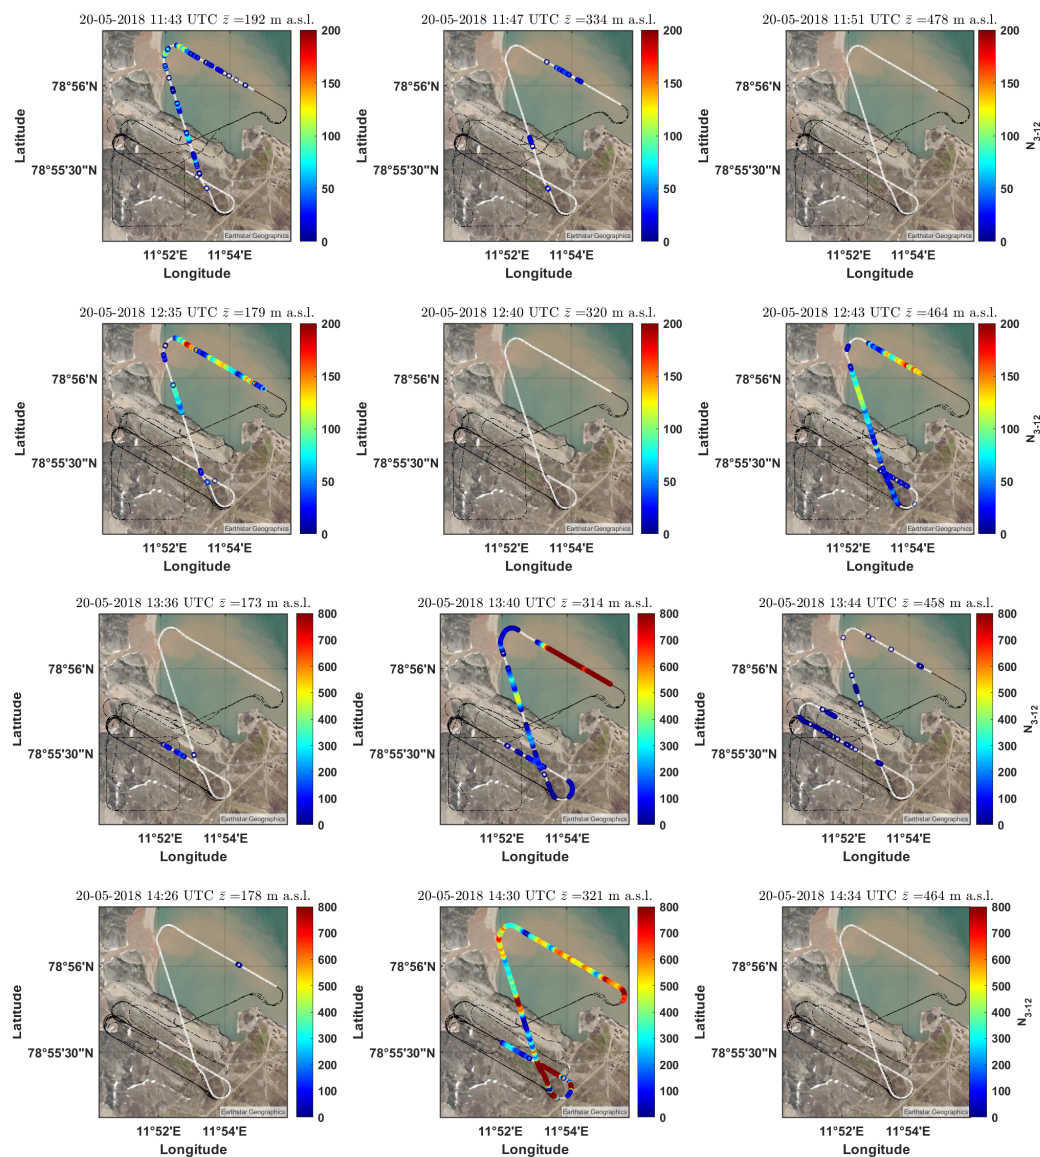 20-05-2018 11:43 UTC z̄ =192 m a.s.l.
20-05-2018 11:47 UTC z̄ =334 m a.s.l.
20-05-2018 11:51 UTC z̄ =478 m a.s.l.
Latitude
78°56'N
78°55'30"N
Earthstar Geographics
11°52'E 11°54'E
Longitude
200
150
100
50
0
Latitude
78°56'N
78°55'30"N
Earthstar Geographics
11°52'E 11°54'E
Longitude
200
150
100
50
0
Latitude
78°56'N
78°55'30"N
Earthstar Geographics
11°52'E 11°54'E
Longitude
200
150
100
50
0
N3-12
20-05-2018 12:35 UTC z̄ =179 m a.s.l.
20-05-2018 12:40 UTC z̄ =320 m a.s.l.
20-05-2018 12:43 UTC z̄ =464 m a.s.l.
Latitude
78°56'N
78°55'30"N
Earthstar Geographics
11°52'E 11°54'E
Longitude
200
150
100
50
0
Latitude
78°56'N
78°55'30"N
Earthstar Geographics
11°52'E 11°54'E
Longitude
200
150
100
50
0
Latitude
78°56'N
78°55'30"N
Earthstar Geographics
11°52'E 11°54'E
Longitude
200
150
100
50
0
N3-12
20-05-2018 13:36 UTC z̄ =173 m a.s.l.
20-05-2018 13:40 UTC z̄ =314 m a.s.l.
20-05-2018 13:44 UTC z̄ =458 m a.s.l.
Latitude
78°56'N
78°55'30"N
Earthstar Geographics
11°52'E 11°54'E
Longitude
800
700
600
500
400
300
200
100
0
Latitude
78°56'N
78°55'30"N
Earthstar Geographics
11°52'E 11°54'E
Longitude
800
700
600
500
400
300
200
100
0
Latitude
78°56'N
78°55'30"N
Earthstar Geographics
11°52'E 11°54'E
Longitude
800
700
600
500
400
300
200
100
0
N3-12
20-05-2018 14:26 UTC z̄ =178 m a.s.l.
20-05-2018 14:30 UTC z̄ =321 m a.s.l.
20-05-2018 14:34 UTC z̄ =464 m a.s.l.
Latitude
78°56'N
78°55'30"N
Earthstar Geographics
11°52'E 11°54'E
Longitude
800
700
600
500
400
300
200
100
0
Latitude
78°56'N
78°55'30"N
Earthstar Geographics
11°52'E 11°54'E
Longitude
800
700
600
500
400
300
200
100
0
Latitude
78°56'N
78°55'30"N
Earthstar Geographics
11°52'E 11°54'E
Longitude
800
700
600
500
400
300
200
100
0
N3-12